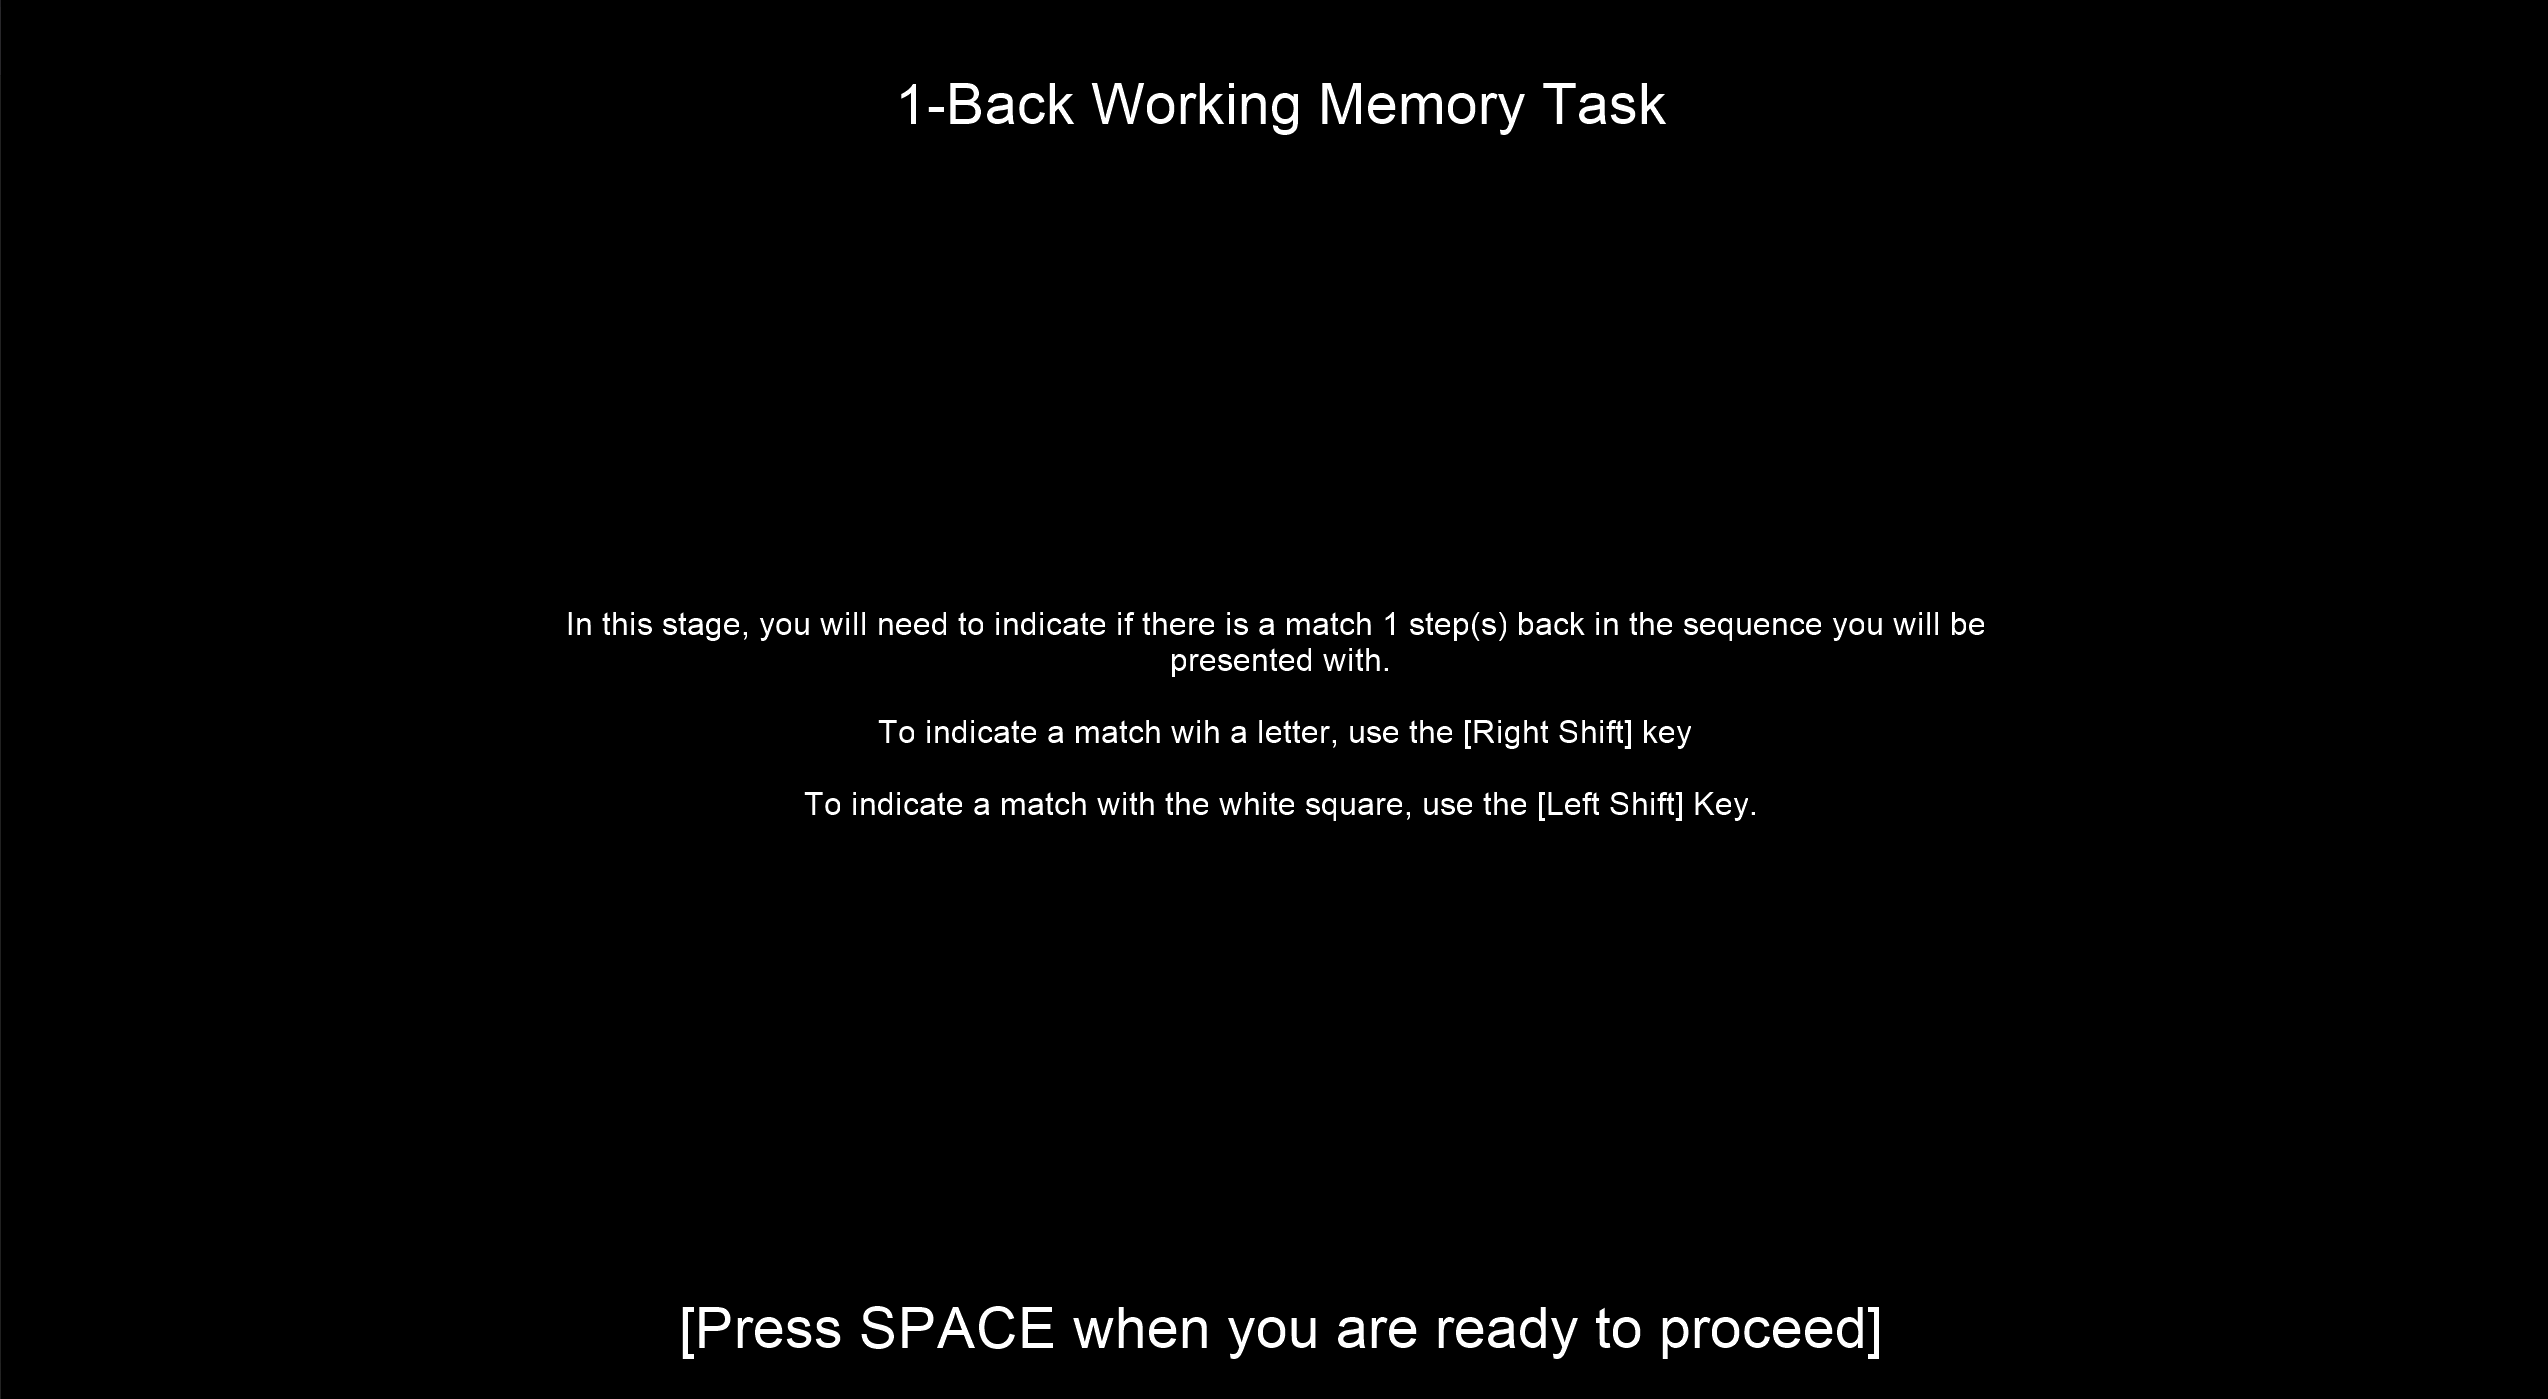 1-Back Working Memory Task
In this stage, you will need to indicate if there is a match 1 step(s) back in the sequence you will be
presented with.
To indicate a match wih a letter, use the [Right Shift] key
To indicate a match with the white square, use the [Left Shift] Key.
[Press SPACE when you are ready to proceed]